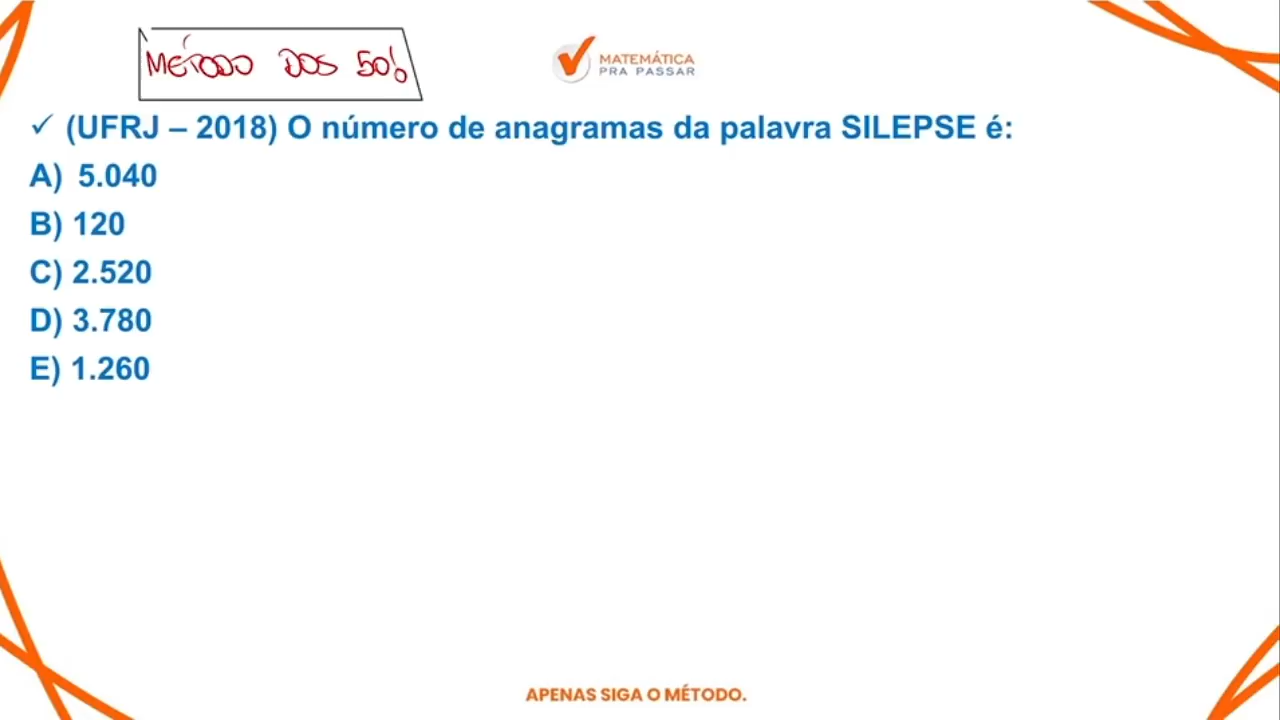 MÉTODO DOS 50!
MATEMÁTICA
PRA PASSAR
✓ (UFRJ – 2018) O número de anagramas da palavra SILEPSE é:
A) 5.040
B) 120
C) 2.520
D) 3.780
E) 1.260
APENAS SIGA O MÉTODO.